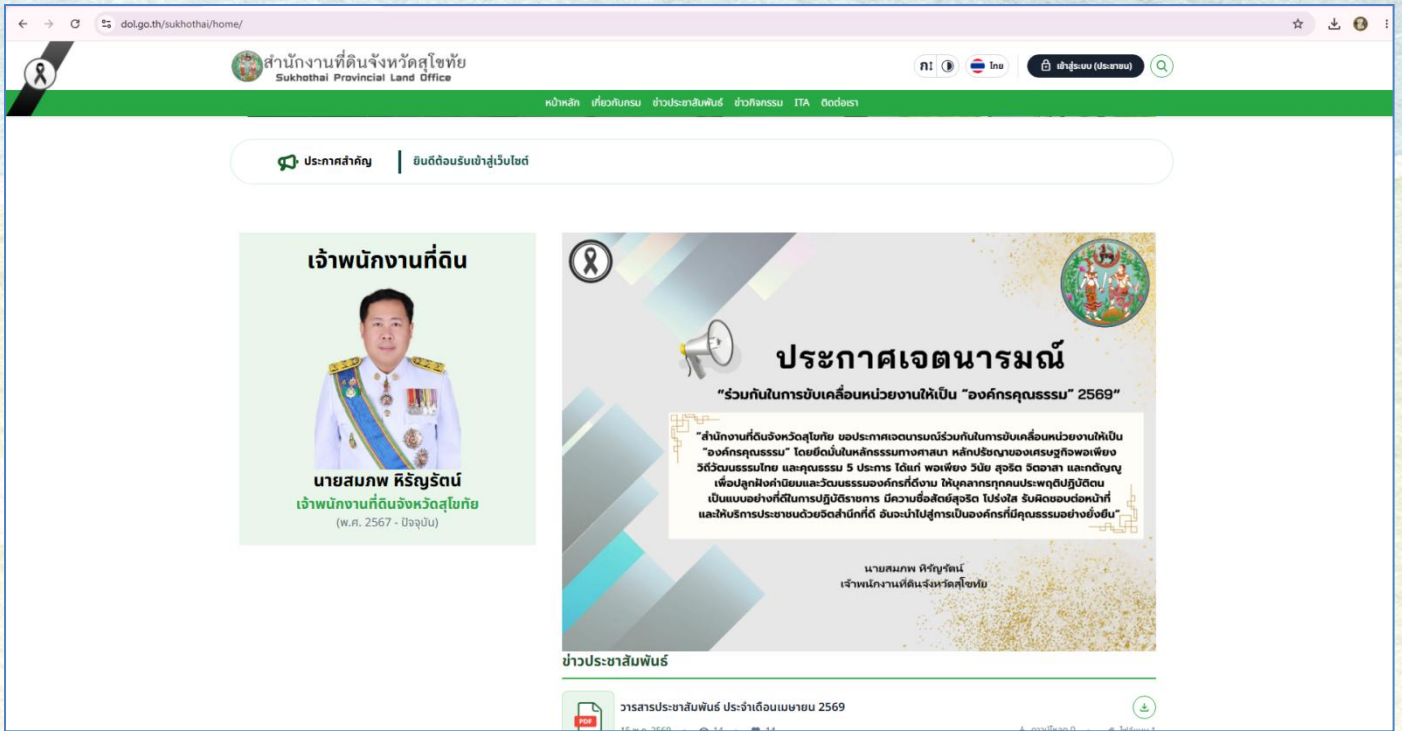 dol.go.th/sukhothai/home/
สำนักงานที่ดินจังหวัดสุโขทัย
Sukhothai Provincial Land Office
ก
ไทย
เข้าสู่ระบบ (ประชาชน)
หน้าหลัก เกี่ยวกับกรม ข่าวประชาสัมพันธ์ ข่าวกิจกรรม ITA ติดต่อเรา
ประกาศสำคัญ
ยินดีต้อนรับเข้าสู่เว็บไซต์
เจ้าพนักงานที่ดิน
นายสมภพ หิรัญรัตน์
เจ้าพนักงานที่ดินจังหวัดสุโขทัย
(พ.ศ. 2567 - ปัจจุบัน)
ประกาศเจตนารมณ์
“ร่วมกันในการขับเคลื่อนหน่วยงานให้เป็น “องค์กรคุณธรรม” 2569”
“สำนักงานที่ดินจังหวัดสุโขทัย ขอประกาศเจตนารมณ์ร่วมกันในการขับเคลื่อนหน่วยงานให้เป็น
“องค์กรคุณธรรม” โดยยึดมั่นในหลักธรรมทางศาสนา หลักปรัชญาของเศรษฐกิจพอเพียง
วิถีวัฒนธรรมไทย และคุณธรรม 5 ประการ ได้แก่ พอเพียง วินัย สุจริต จิตอาสา และกตัญญู
เพื่อปลูกฝังค่านิยมและวัฒนธรรมองค์กรที่ดีงาม ให้บุคลากรทุกคนประพฤติปฏิบัติตน
เป็นแบบอย่างที่ดีในการปฏิบัติราชการ มีความซื่อสัตย์สุจริต โปร่งใส รับผิดชอบต่อหน้าที่
และให้บริการประชาชนด้วยจิตสำนึกที่ดี อันจะนำไปสู่การเป็นองค์กรที่มีคุณธรรมอย่างยั่งยืน”
นายสมภพ หิรัญรัตน์
เจ้าพนักงานที่ดินจังหวัดสุโขทัย
ข่าวประชาสัมพันธ์
PDF
วารสารประชาสัมพันธ์ ประจำเดือนเมษายน 2569